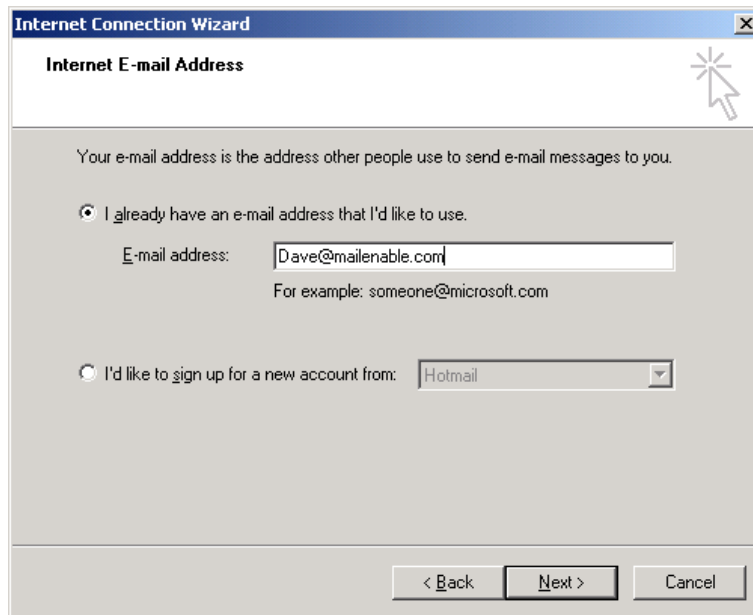 Internet Connection Wizard
Internet E-mail Address
Your e-mail address is the address other people use to send e-mail messages to you.
I already have an e-mail address that I'd like to use.
E-mail address: Dave@mailenable.com
For example: someone@microsoft.com
I'd like to sign up for a new account from: Hotmail
< Back Next > Cancel